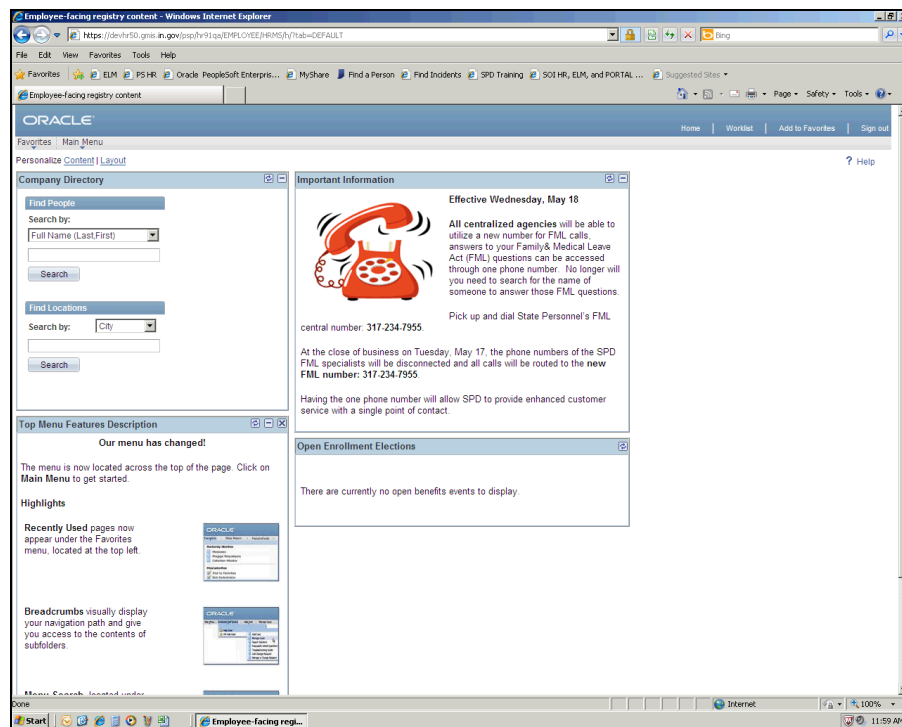 Employee-facing registry content - Windows Internet Explorer
https://devhr50.gmis.in.gov/psp/hr91qa/EMPLOYEE/HRMS/h/?tab=DEFAULT
Bing
File Edit View Favorites Tools Help
Favorites ELM PS HR Oracle PeopleSoft Enterpris... MyShare Find a Person Find Incidents SPD Training SOI HR, ELM, and PORTAL ... Suggested Sites
Employee-facing registry content
Page Safety Tools
ORACLE
Home | Worklist | Add to Favorites | Sign out
Favorites Main Menu
Personalize Content | Layout
? Help
Company Directory
Find People
Search by:
Full Name (Last,First)
Search
Find Locations
Search by: City
Search
Top Menu Features Description
Our menu has changed!
The menu is now located across the top of the page. Click on
Main Menu to get started.
Highlights
Recently Used pages now
appear under the Favorites
menu, located at the top left.
ORACLE
Breadcrumbs visually display
your navigation path and give
you access to the contents of
subfolders.
ORACLE
Menu Search, located under
Important Information
Effective Wednesday, May 18
All centralized agencies will be able to
utilize a new number for FML calls,
answers to your Family& Medical Leave
Act (FML) questions can be accessed
through one phone number. No longer will
you need to search for the name of
someone to answer those FML questions.
Pick up and dial State Personnel's FML
central number: 317-234-7955.
At the close of business on Tuesday, May 17, the phone numbers of the SPD
FML specialists will be disconnected and all calls will be routed to the new
FML number: 317-234-7955.
Having the one phone number will allow SPD to provide enhanced customer
service with a single point of contact.
Open Enrollment Elections
There are currently no open benefits events to display.
Done
Internet
100%
Start
Employee-facing regi...
11:59 AM